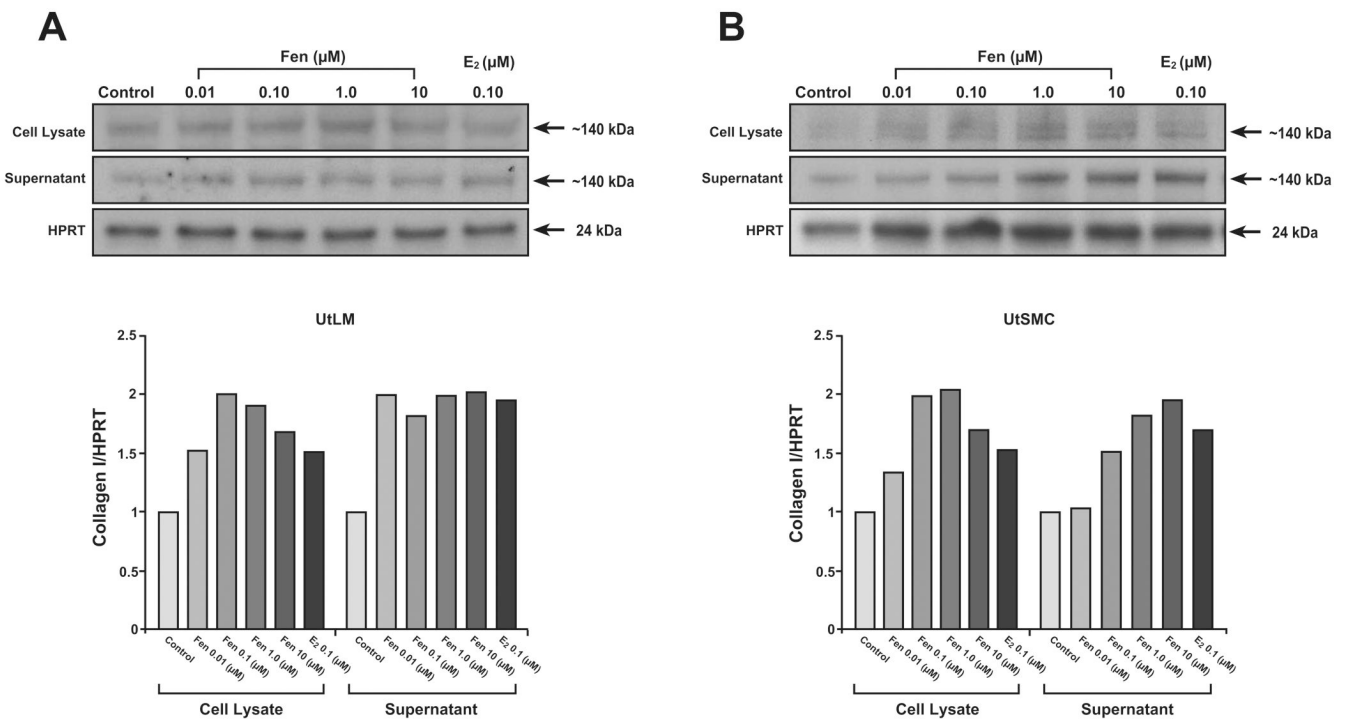 A
Fen (µM)
E₂ (µM)
Control 0.01 0.10 1.0 10 0.10
Cell Lysate ~140 kDa
Supernatant ~140 kDa
HPRT 24 kDa
UtLM
Collagen I/HPRT
2.5
2
1.5
1
0.5
0
Control Fen 0.01 (µM) Fen 0.1 (µM) Fen 1.0 (µM) Fen 10 (µM) E₂ 0.1 (µM) Control Fen 0.01 (µM) Fen 0.1 (µM) Fen 1.0 (µM) Fen 10 (µM) E₂ 0.1 (µM)
Cell Lysate Supernatant
B
Fen (µM)
E₂ (µM)
Control 0.01 0.10 1.0 10 0.10
Cell Lysate ~140 kDa
Supernatant ~140 kDa
HPRT 24 kDa
UtSMC
Collagen I/HPRT
2.5
2
1.5
1
0.5
0
Control Fen 0.01 (µM) Fen 0.1 (µM) Fen 1.0 (µM) Fen 10 (µM) E₂ 0.1 (µM) Control Fen 0.01 (µM) Fen 0.1 (µM) Fen 1.0 (µM) Fen 10 (µM) E₂ 0.1 (µM)
Cell Lysate Supernatant